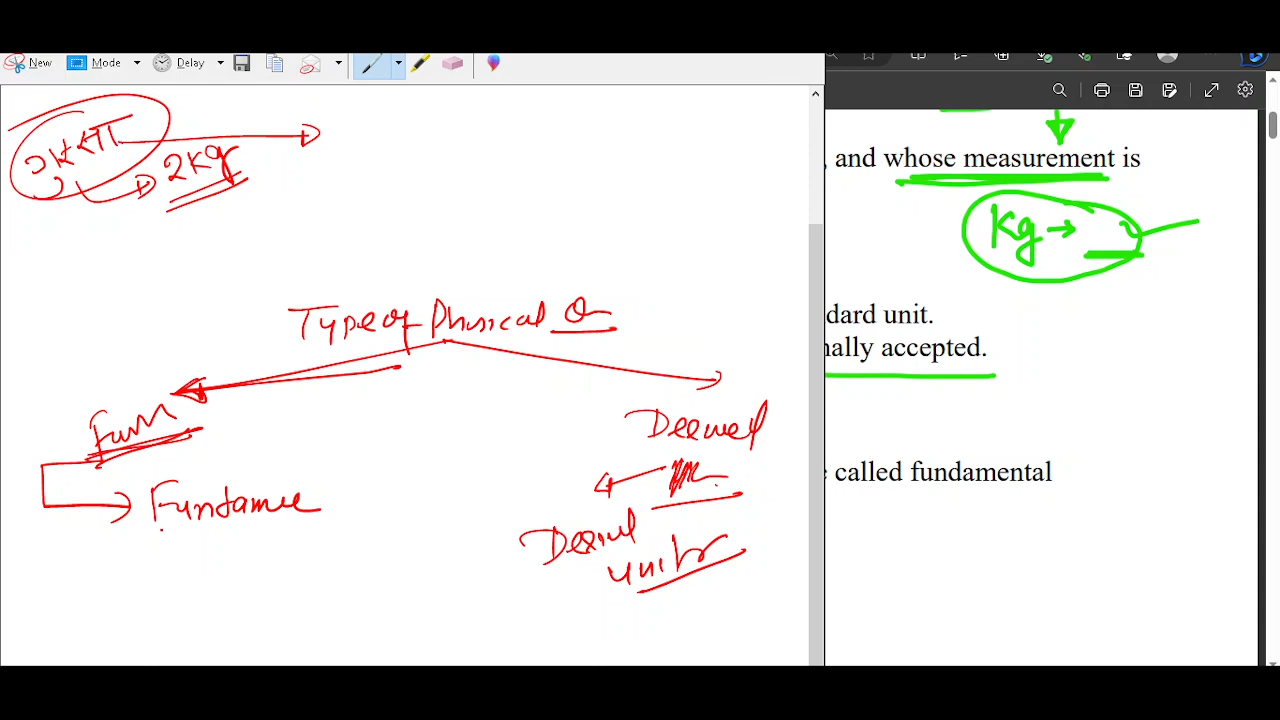 New Mode Delay
2Kg
Type of Physical Q
Fun
Fundame
Derived
Derived
units
, and whose measurement is
Kg →
dard unit.
nally accepted.
e called fundamental